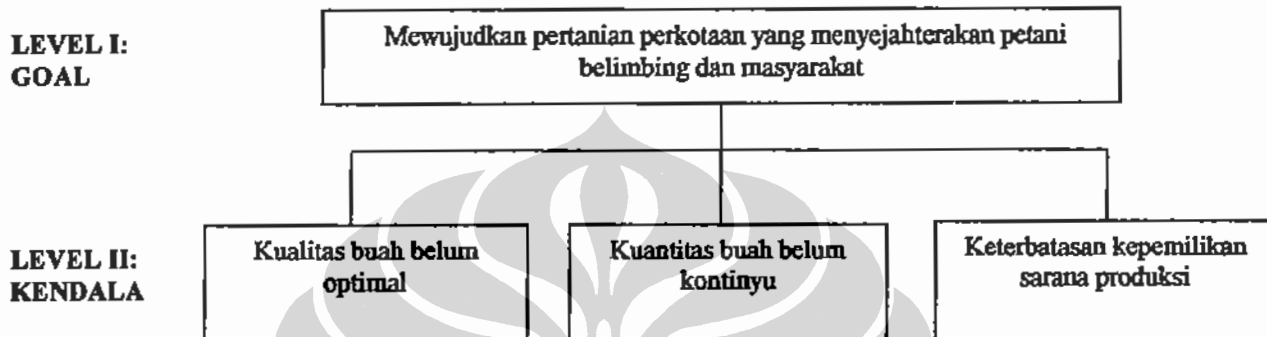 LEVEL I:
GOAL
Mewujudkan pertanian perkotaan yang menyejahterakan petani
belimbing dan masyarakat
LEVEL II:
KENDALA
Kualitas buah belum
optimal
Kuantitas buah belum
kontinyu
Keterbatasan kepemilikan
sarana produksi